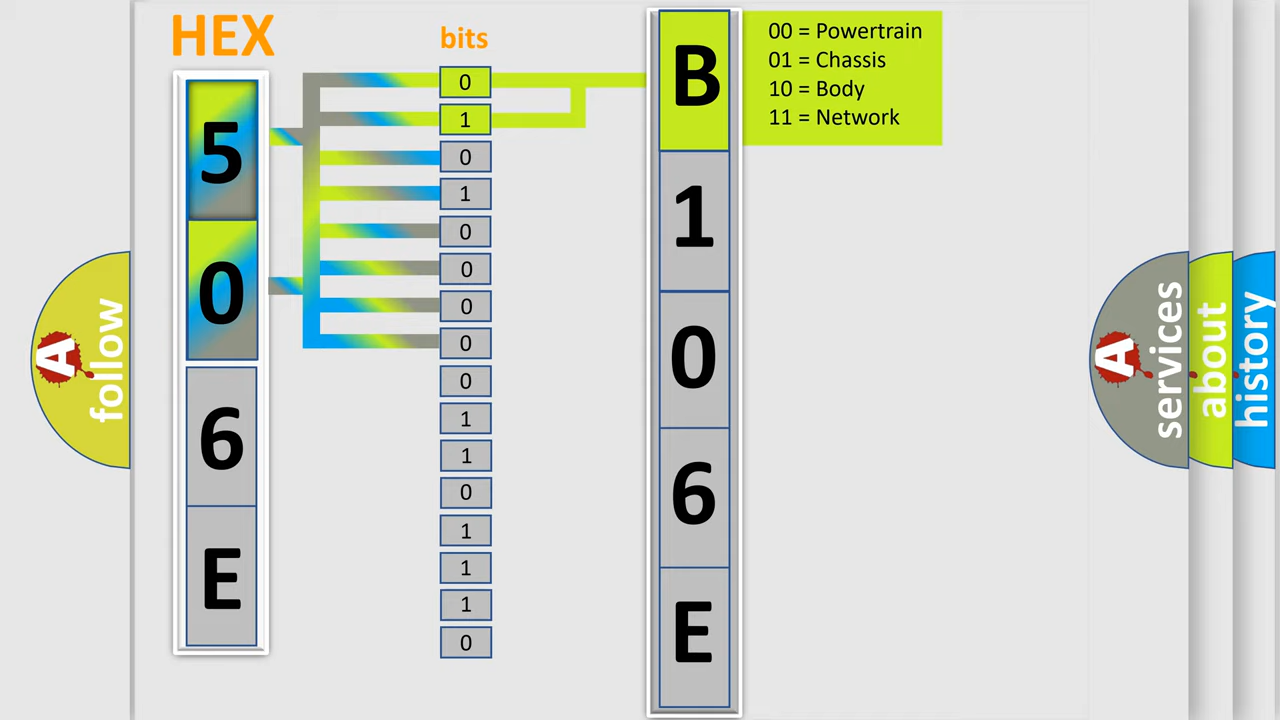 HEX
bits
5
0
6
E
0
1
0
1
0
0
0
0
0
1
1
0
1
1
1
0
B
1
0
6
E
00 = Powertrain
01 = Chassis
10 = Body
11 = Network
A
follow
A
services
about
history